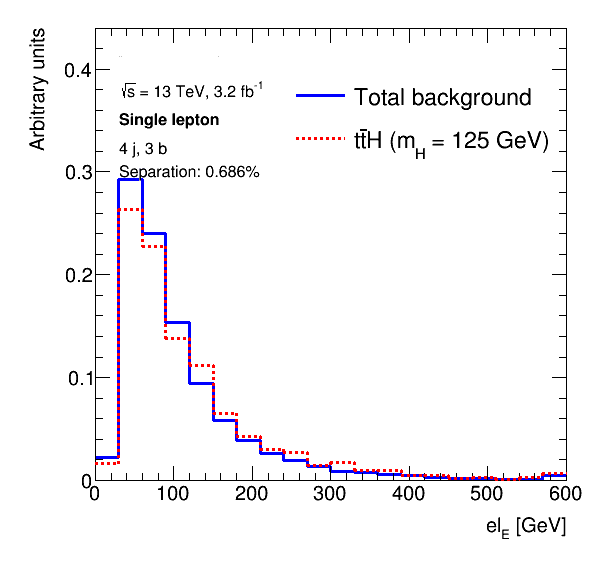 Arbitrary units
0.4
0.3
0.2
0.1
0
√s = 13 TeV, 3.2 fb⁻¹
Single lepton
4 j, 3 b
Separation: 0.686%
Total background
tt̄H (m_H = 125 GeV)
0 100 200 300 400 500 600
el_E [GeV]